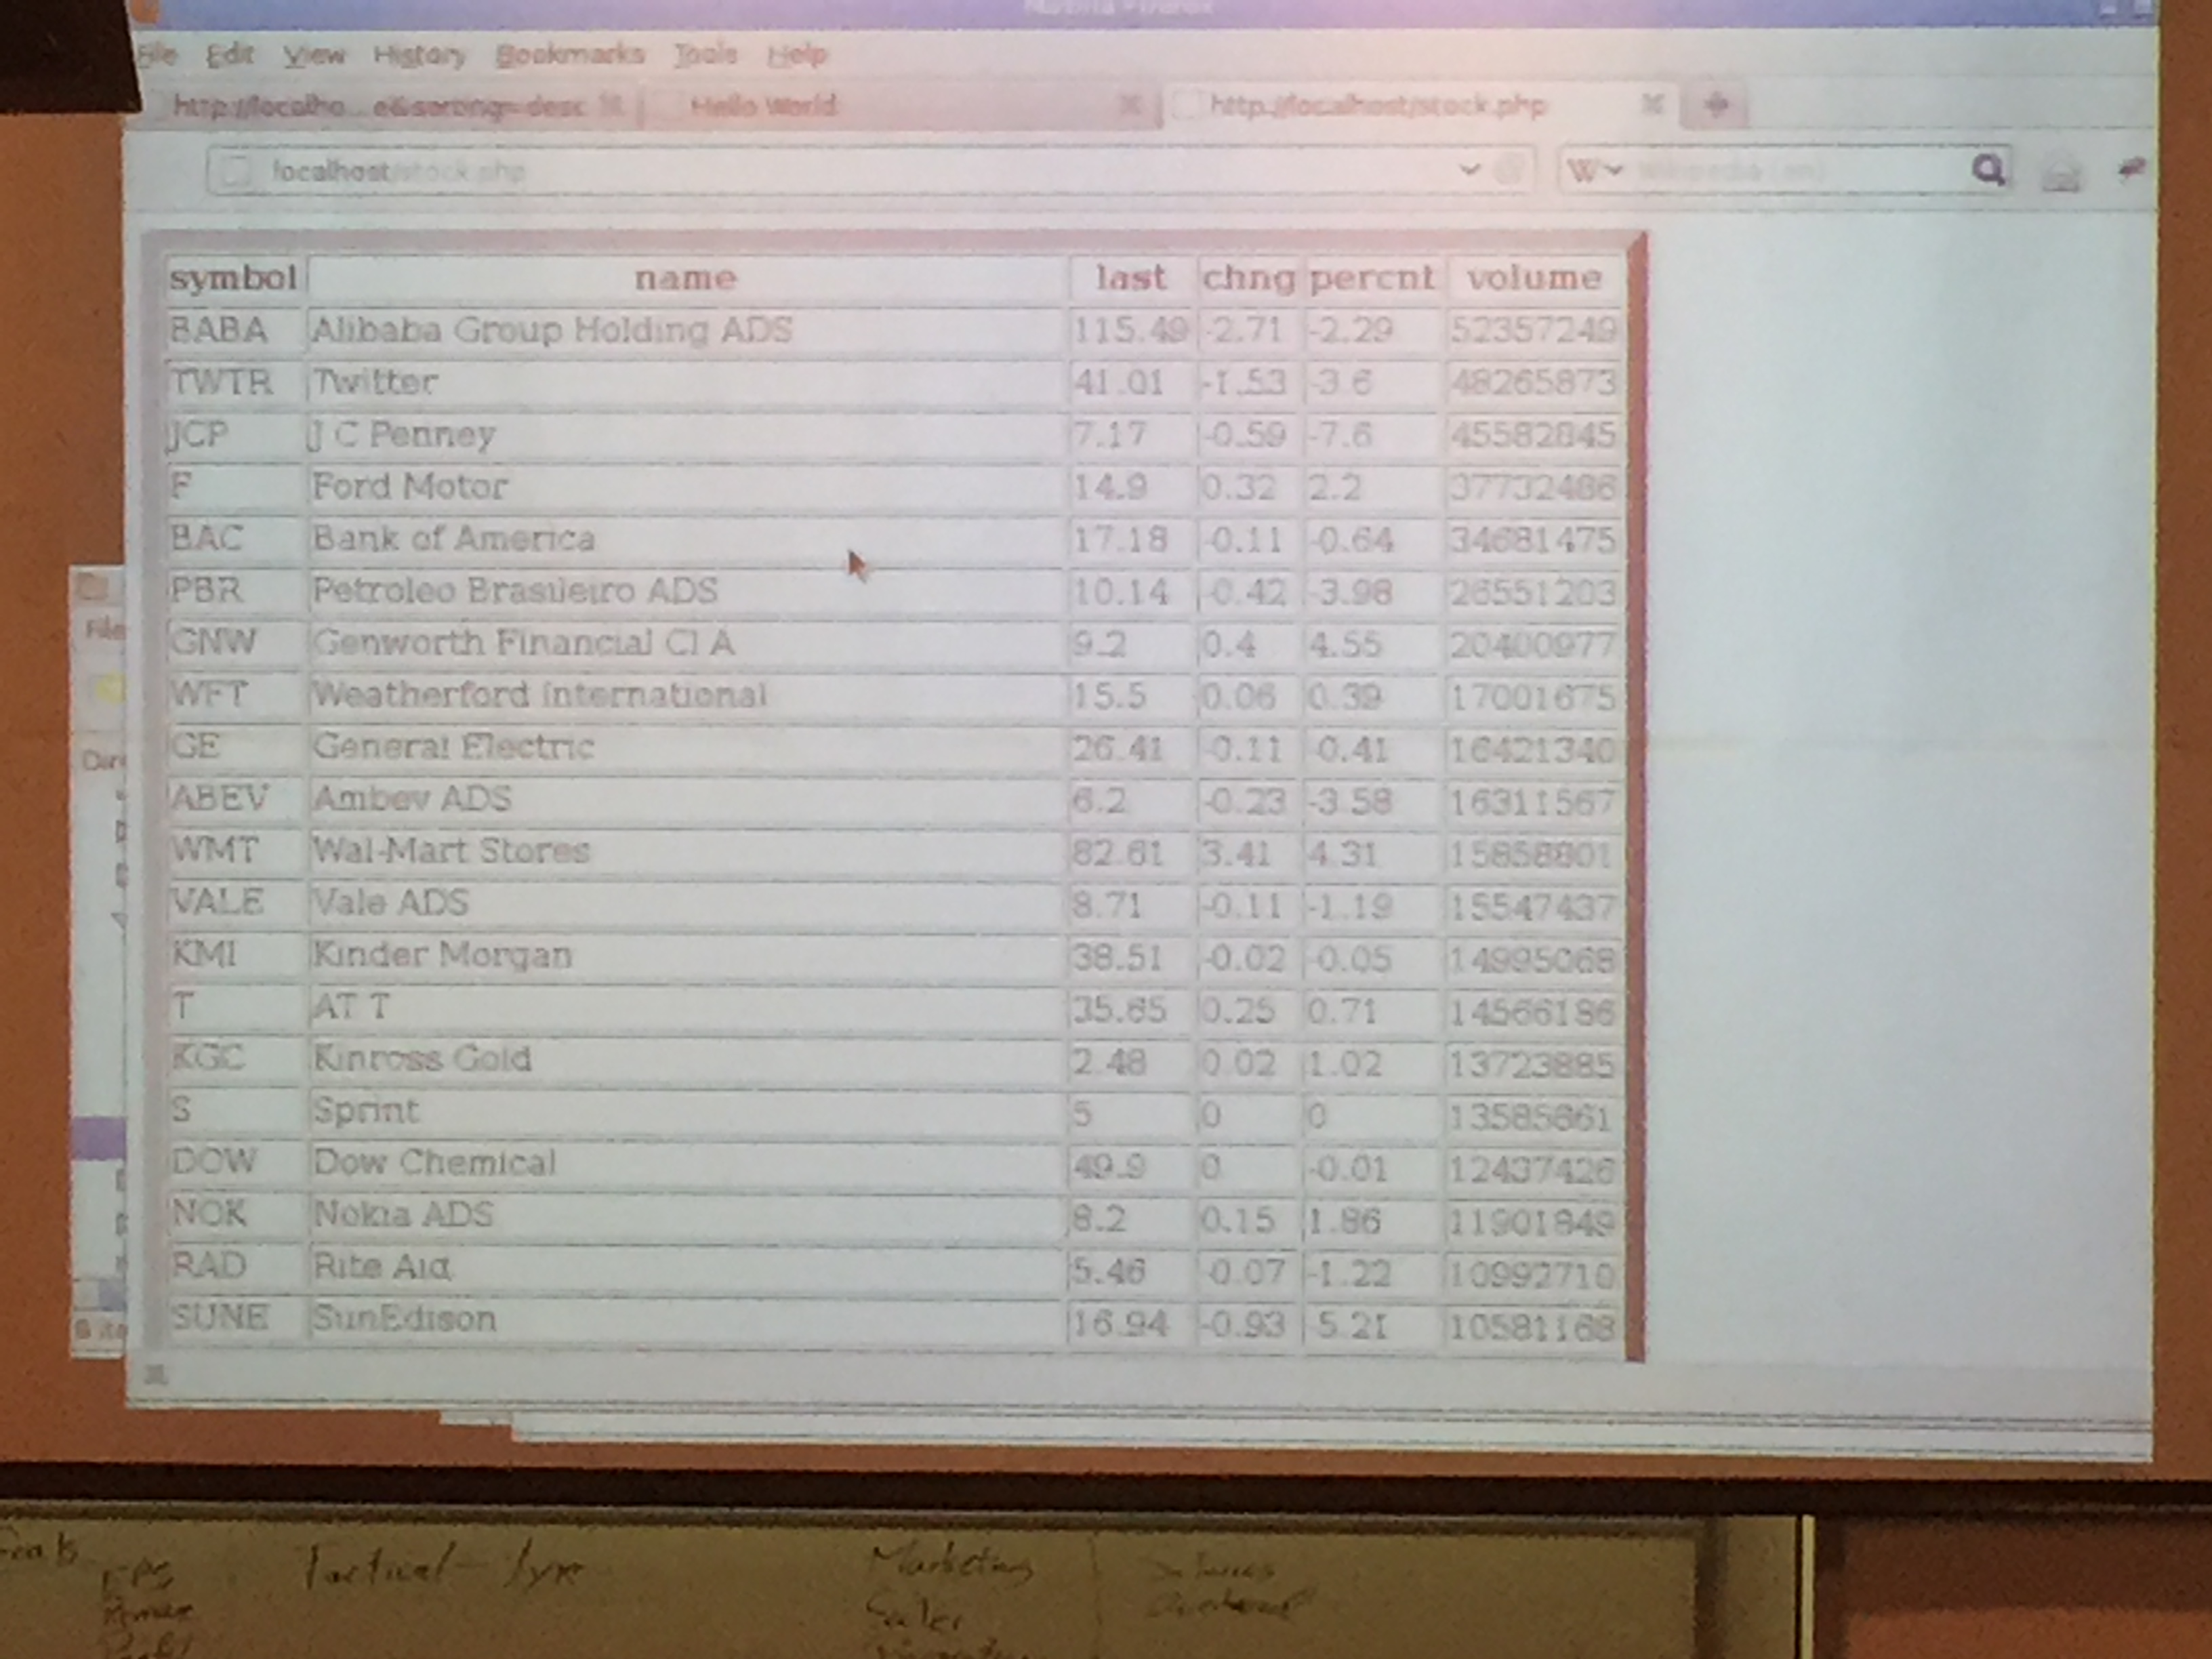 Mozilla Firefox
File Edit View History Bookmarks Tools Help
http://localho...e&sorting=desc Hello World http://localhost/stock.php
localhost/stock.php W Wikipedia (en)
symbol name last chng percnt volume
BABA Alibaba Group Holding ADS 115.49 -2.71 -2.29 52357249
TWTR Twitter 41.01 -1.53 -3.6 48265873
JCP J C Penney 7.17 -0.59 -7.6 45582845
F Ford Motor 14.9 0.32 2.2 37732486
BAC Bank of America 17.18 -0.11 -0.64 34681475
PBR Petroleo Brasileiro ADS 10.14 -0.42 -3.98 26551203
GNW Genworth Financial Cl A 9.2 0.4 4.55 20400977
WFT Weatherford International 15.5 0.06 0.39 17001675
GE General Electric 26.41 -0.11 -0.41 16421340
ABEV Ambev ADS 6.2 -0.23 -3.58 16311567
WMT Wal-Mart Stores 82.61 3.41 4.31 15858801
VALE Vale ADS 8.71 -0.11 -1.19 15547437
KMI Kinder Morgan 38.51 -0.02 -0.05 14995068
T AT T 35.65 0.25 0.71 14566186
KGC Kinross Gold 2.48 0.02 1.02 13723885
S Sprint 5 0 0 13585661
DOW Dow Chemical 49.9 0 -0.01 12437426
NOK Nokia ADS 8.2 0.15 1.86 11901849
RAD Rite Aid 5.46 -0.07 -1.22 10992710
SUNE SunEdison 16.94 -0.93 -5.21 10581168
File
EPS Tactical Marketing
Sales